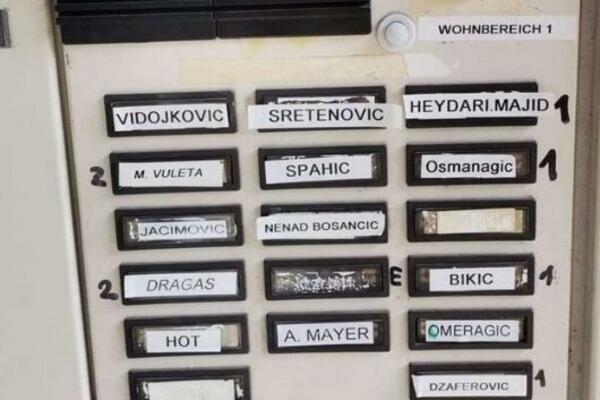 WOHNBEREICH 1
VIDOJKOVIC SRETENOVIC HEYDARI.MAJID 1
2 M. VULETA SPAHIC Osmanagic 1
JACIMOVIC NENAD BOSANCIC
2 DRAGAS E BIKIC 1
HOT A. MAYER OMERAGIC
DZAFEROVIC 1